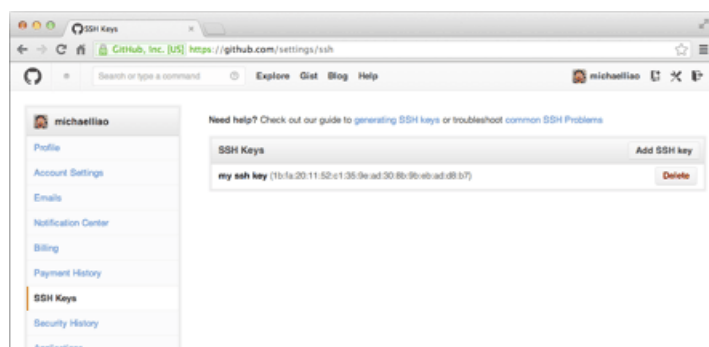 SSH Keys
GitHub, Inc. [US] https://github.com/settings/ssh
Search or type a command Explore Gist Blog Help michaelliao
michaelliao
Need help? Check out our guide to generating SSH keys or troubleshoot common SSH Problems
Profile
SSH Keys Add SSH key
Account Settings
my ssh key (1b:fa:20:11:52:c1:35:9e:ad:30:8b:9b:eb:ad:d8:b7) Delete
Emails
Notification Center
Billing
Payment History
SSH Keys
Security History
Applications